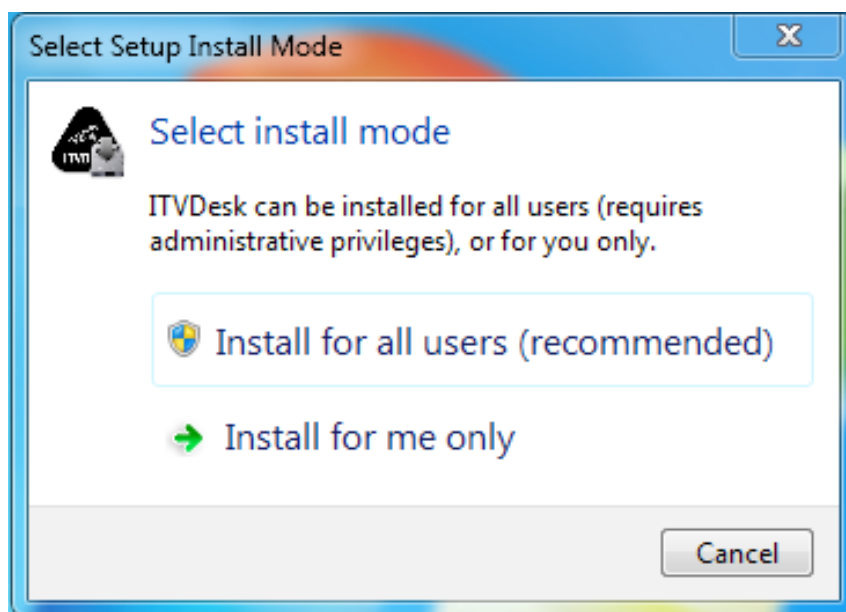 Select Setup Install Mode
Select install mode
ITVDesk can be installed for all users (requires
administrative privileges), or for you only.
Install for all users (recommended)
Install for me only
Cancel